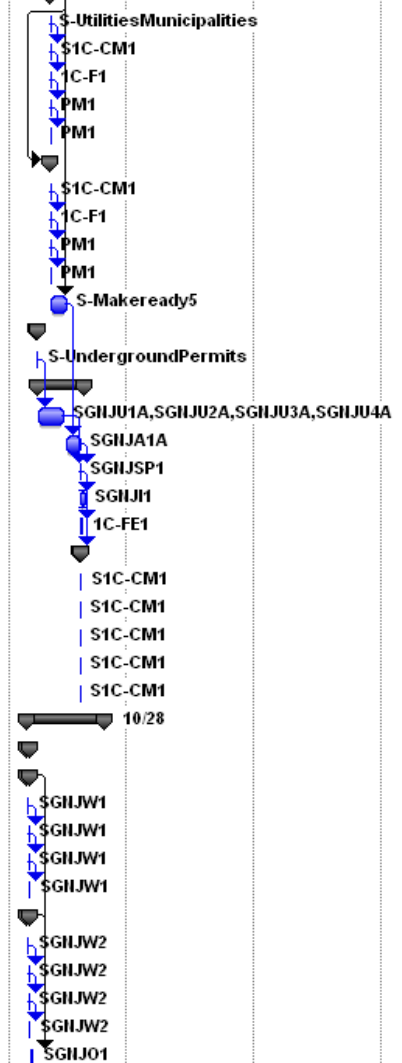 S-UtilitiesMunicipalities
S1C-CM1
1C-F1
PM1
PM1
S1C-CM1
1C-F1
PM1
PM1
S-Makeready5
S-UndergroundPermits
SGNJU1A,SGNJU2A,SGNJU3A,SGNJU4A
SGNJA1A
SGNJSP1
SGNJI1
1C-FE1
S1C-CM1
S1C-CM1
S1C-CM1
S1C-CM1
S1C-CM1
10/28
SGNJW1
SGNJW1
SGNJW1
SGNJW1
SGNJW2
SGNJW2
SGNJW2
SGNJW2
SGNJO1